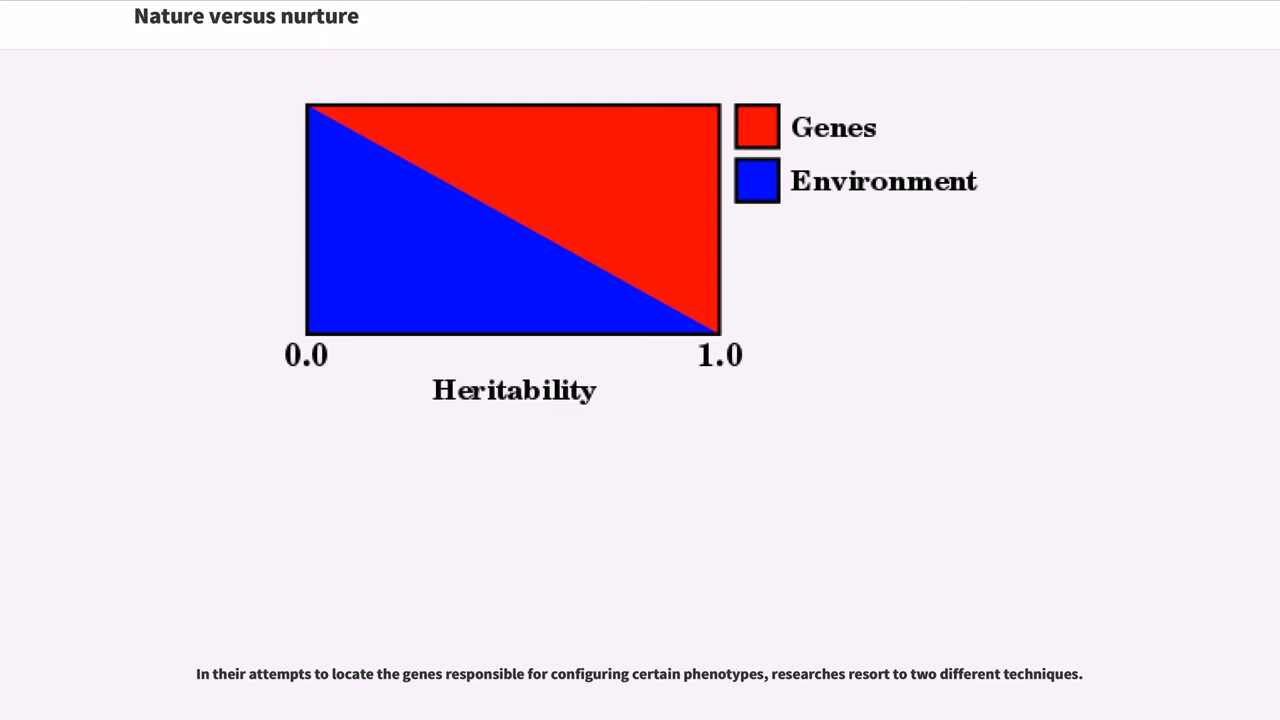 Nature versus nurture
Genes
Environment
0.0 1.0
Heritability
In their attempts to locate the genes responsible for configuring certain phenotypes, researches resort to two different techniques.